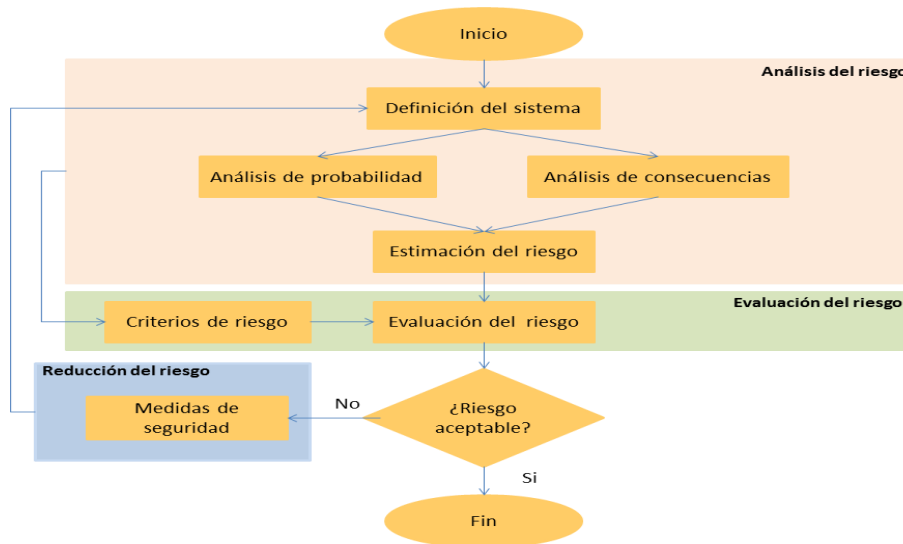 Inicio
Análisis del riesgo
Definición del sistema
Análisis de probabilidad
Análisis de consecuencias
Estimación del riesgo
Evaluación del riesgo
Criterios de riesgo
Evaluación del riesgo
Reducción del riesgo
Medidas de
seguridad
No
¿Riesgo
aceptable?
Si
Fin